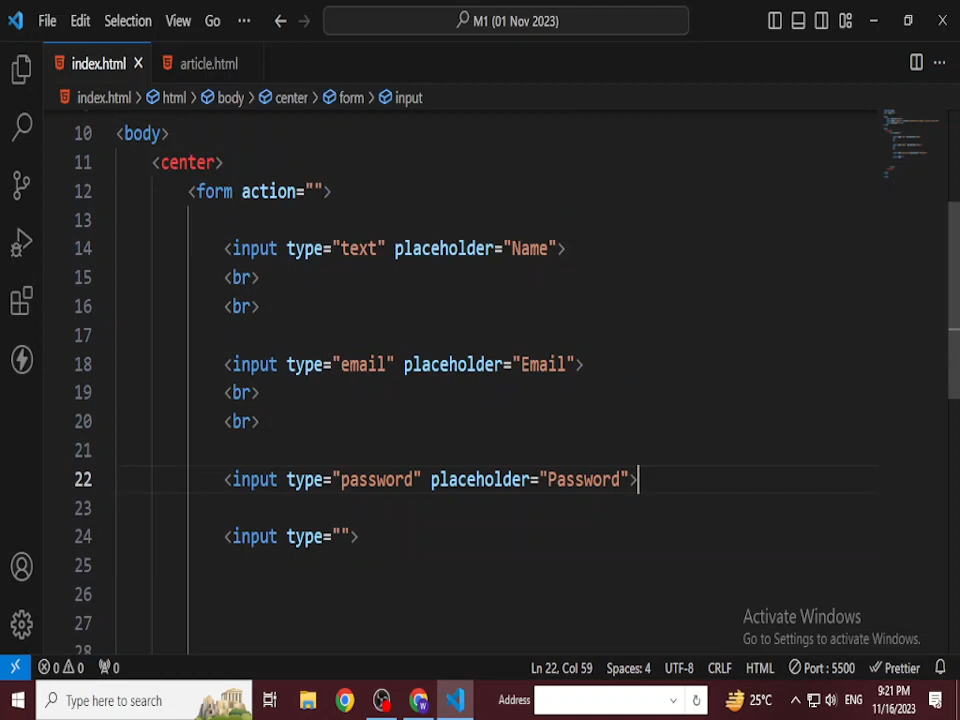 File Edit Selection View Go ··· M1 (01 Nov 2023)
index.html article.html
index.html > html > body > center > form > input
10 <body>
11 <center>
12 <form action="">
13
14 <input type="text" placeholder="Name">
15 <br>
16 <br>
17
18 <input type="email" placeholder="Email">
19 <br>
20 <br>
21
22 <input type="password" placeholder="Password">
23
24 <input type="">
25
26
27
28
Activate Windows
Go to Settings to activate Windows.
0 0 0 Ln 22, Col 59 Spaces: 4 UTF-8 CRLF HTML Port : 5500 Prettier
Type here to search Address 25°C ENG 9:21 PM
11/16/2023